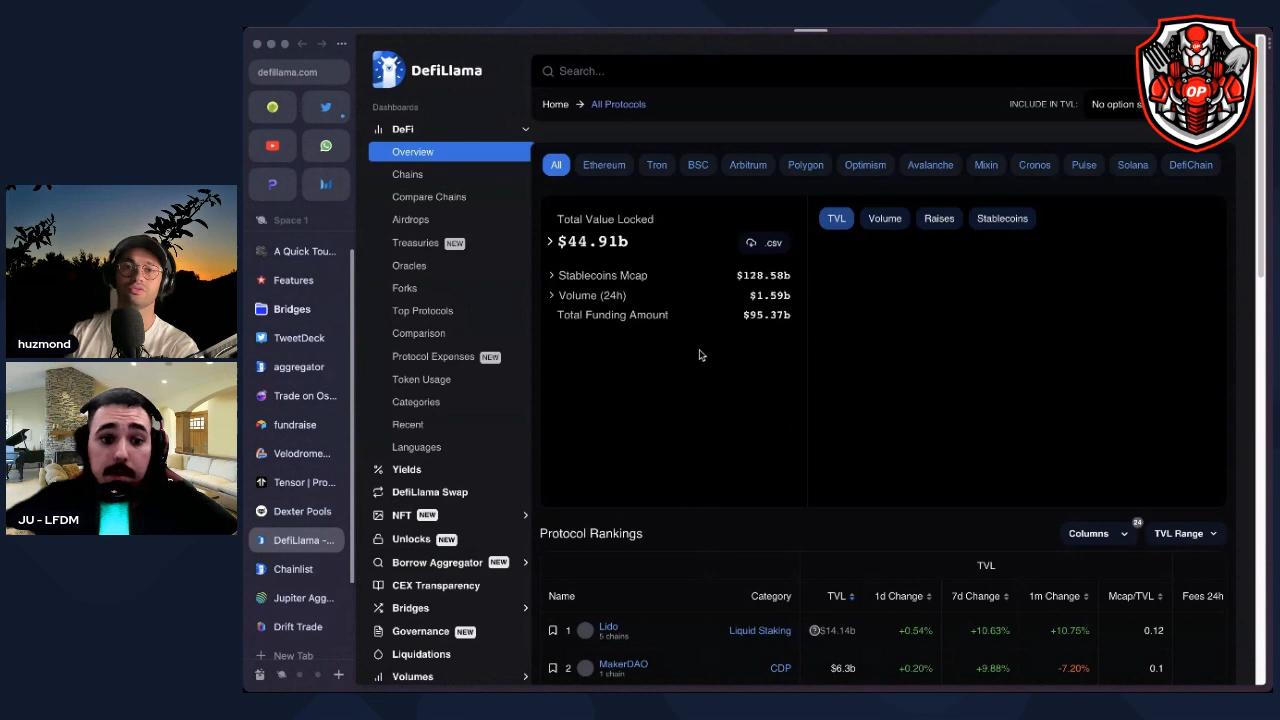 huzmond
JU - LFDM
defillama.com
Space 1
A Quick Tou...
Features
Bridges
TweetDeck
aggregator
Trade on Os...
fundraise
Velodrome...
Tensor | Pro...
Dexter Pools
DefiLlama -...
Chainlist
Jupiter Agg...
Drift Trade
New Tab
DefiLlama
Dashboards
DeFi
Overview
Chains
Compare Chains
Airdrops
Treasuries NEW
Oracles
Forks
Top Protocols
Comparison
Protocol Expenses NEW
Token Usage
Categories
Recent
Languages
Yields
DefiLlama Swap
NFT NEW
Unlocks NEW
Borrow Aggregator NEW
CEX Transparency
Bridges
Governance NEW
Liquidations
Volumes
Search...
OP
OP
Home → All Protocols
INCLUDE IN TVL: No option s
All Ethereum Tron BSC Arbitrum Polygon Optimism Avalanche Mixin Cronos Pulse Solana DefiChain
Total Value Locked
$44.91b
.csv
Stablecoins Mcap $128.58b
Volume (24h) $1.59b
Total Funding Amount $95.37b
TVL Volume Raises Stablecoins
Protocol Rankings
24
Columns
TVL Range
TVL
Name Category TVL 1d Change 7d Change 1m Change Mcap/TVL Fees 24h
1 Lido Liquid Staking $14.14b +0.54% +10.63% +10.75% 0.12
5 chains
2 MakerDAO CDP $6.3b +0.20% +9.88% -7.20% 0.1
1 chain